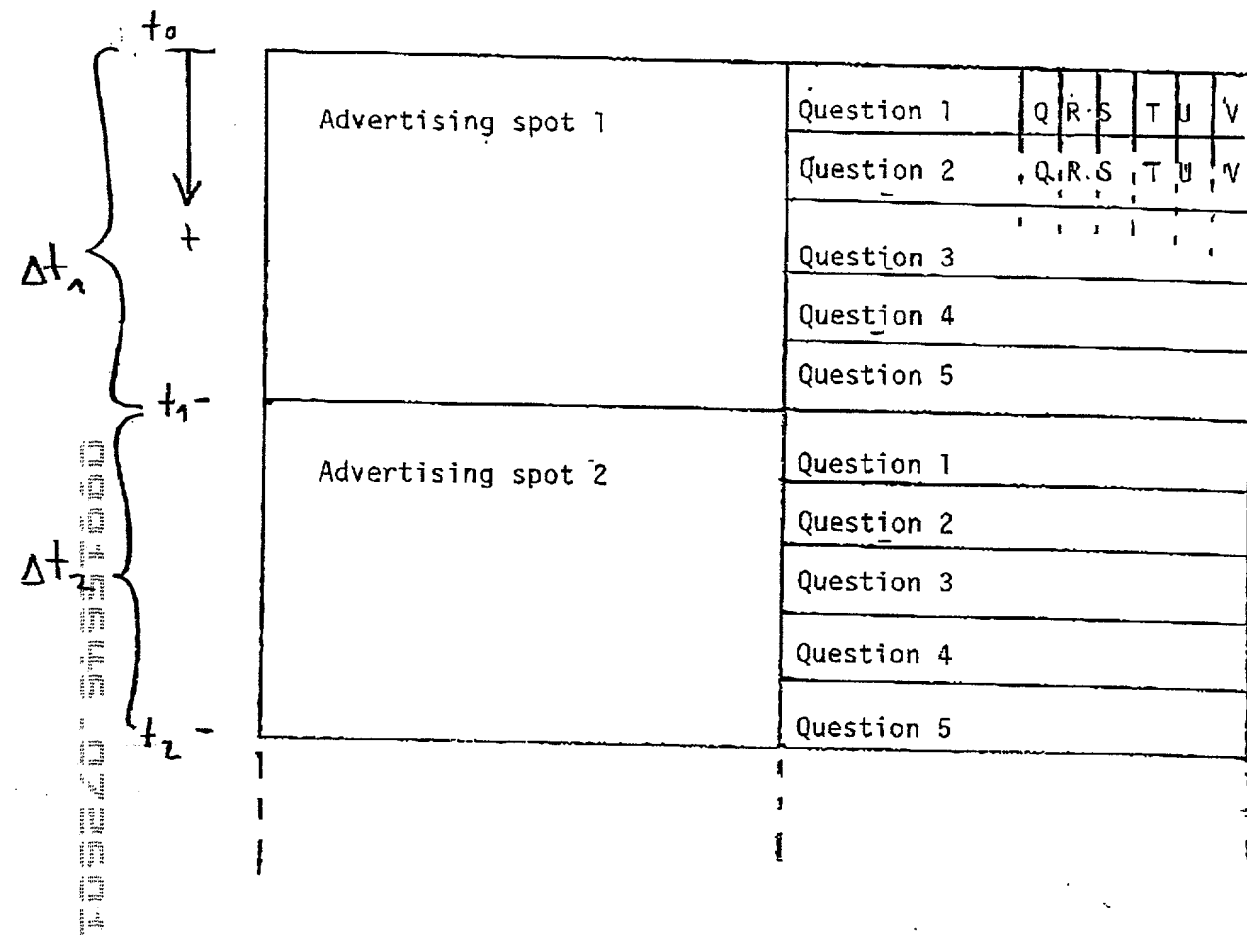 t₀
Advertising spot 1
Question 1 Q R S T U V
Question 2 Q R S T U V
t
Δt₁
Question 3
Question 4
Question 5
t₁
Advertising spot 2
Question 1
Question 2
Δt₂
Question 3
Question 4
t₂
Question 5